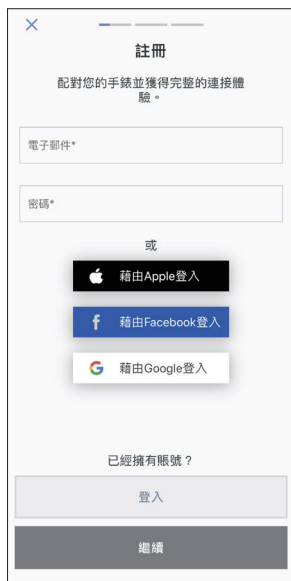 註冊
配對您的手錶並獲得完整的連接體
驗。
電子郵件*
密碼*
或
藉由Apple登入
藉由Facebook登入
藉由Google登入
已經擁有賬號？
登入
繼續